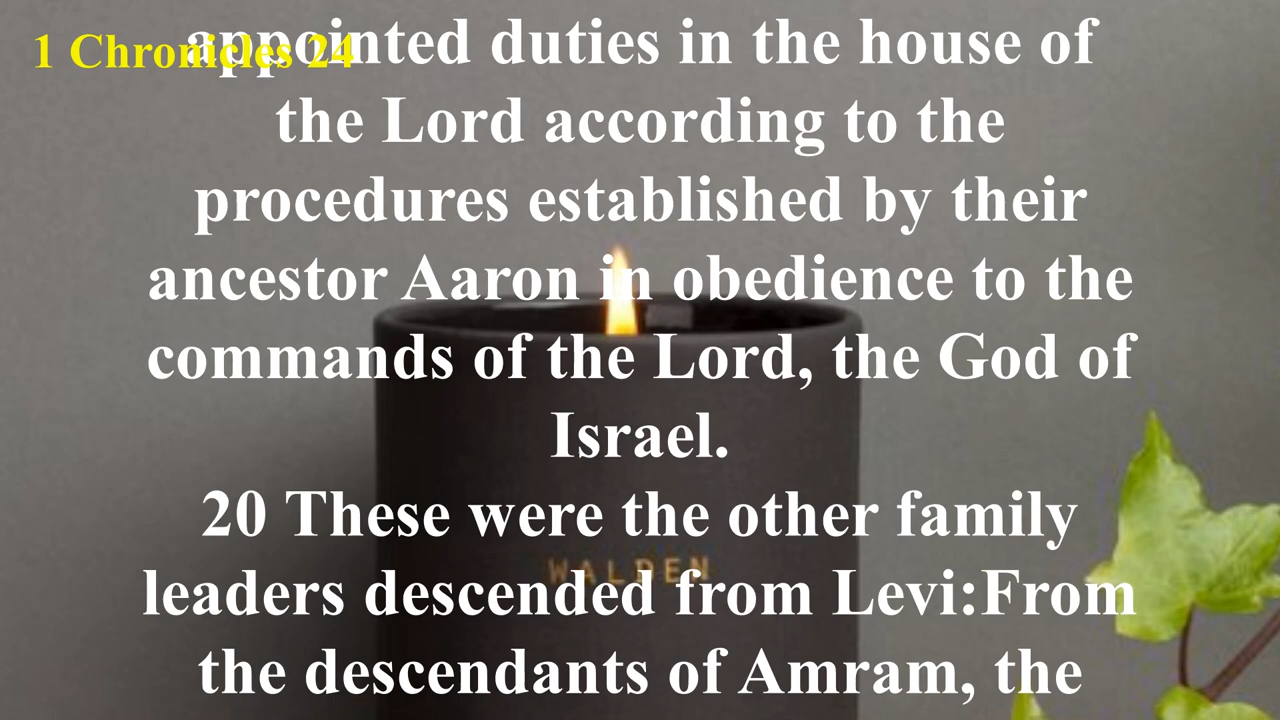 1 Chronicles 24
appointed duties in the house of
the Lord according to the
procedures established by their
ancestor Aaron in obedience to the
commands of the Lord, the God of
Israel.
20 These were the other family
WALDEN
leaders descended from Levi:From
the descendants of Amram, the